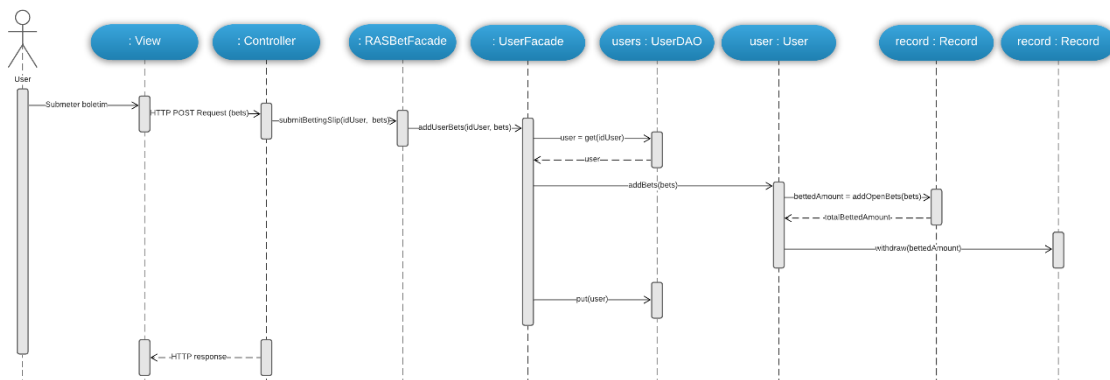 : View
: Controller
: RASBetFacade
: UserFacade
users : UserDAO
user : User
record : Record
record : Record
User
Submeter boletim
HTTP POST Request (bets)
submitBettingSlip(idUser, bets)
addUserBets(idUser, bets)
user = get(idUser)
user
addBets(bets)
bettedAmount = addOpenBets(bets)
totalBettedAmount
withdraw(bettedAmount)
put(user)
HTTP response